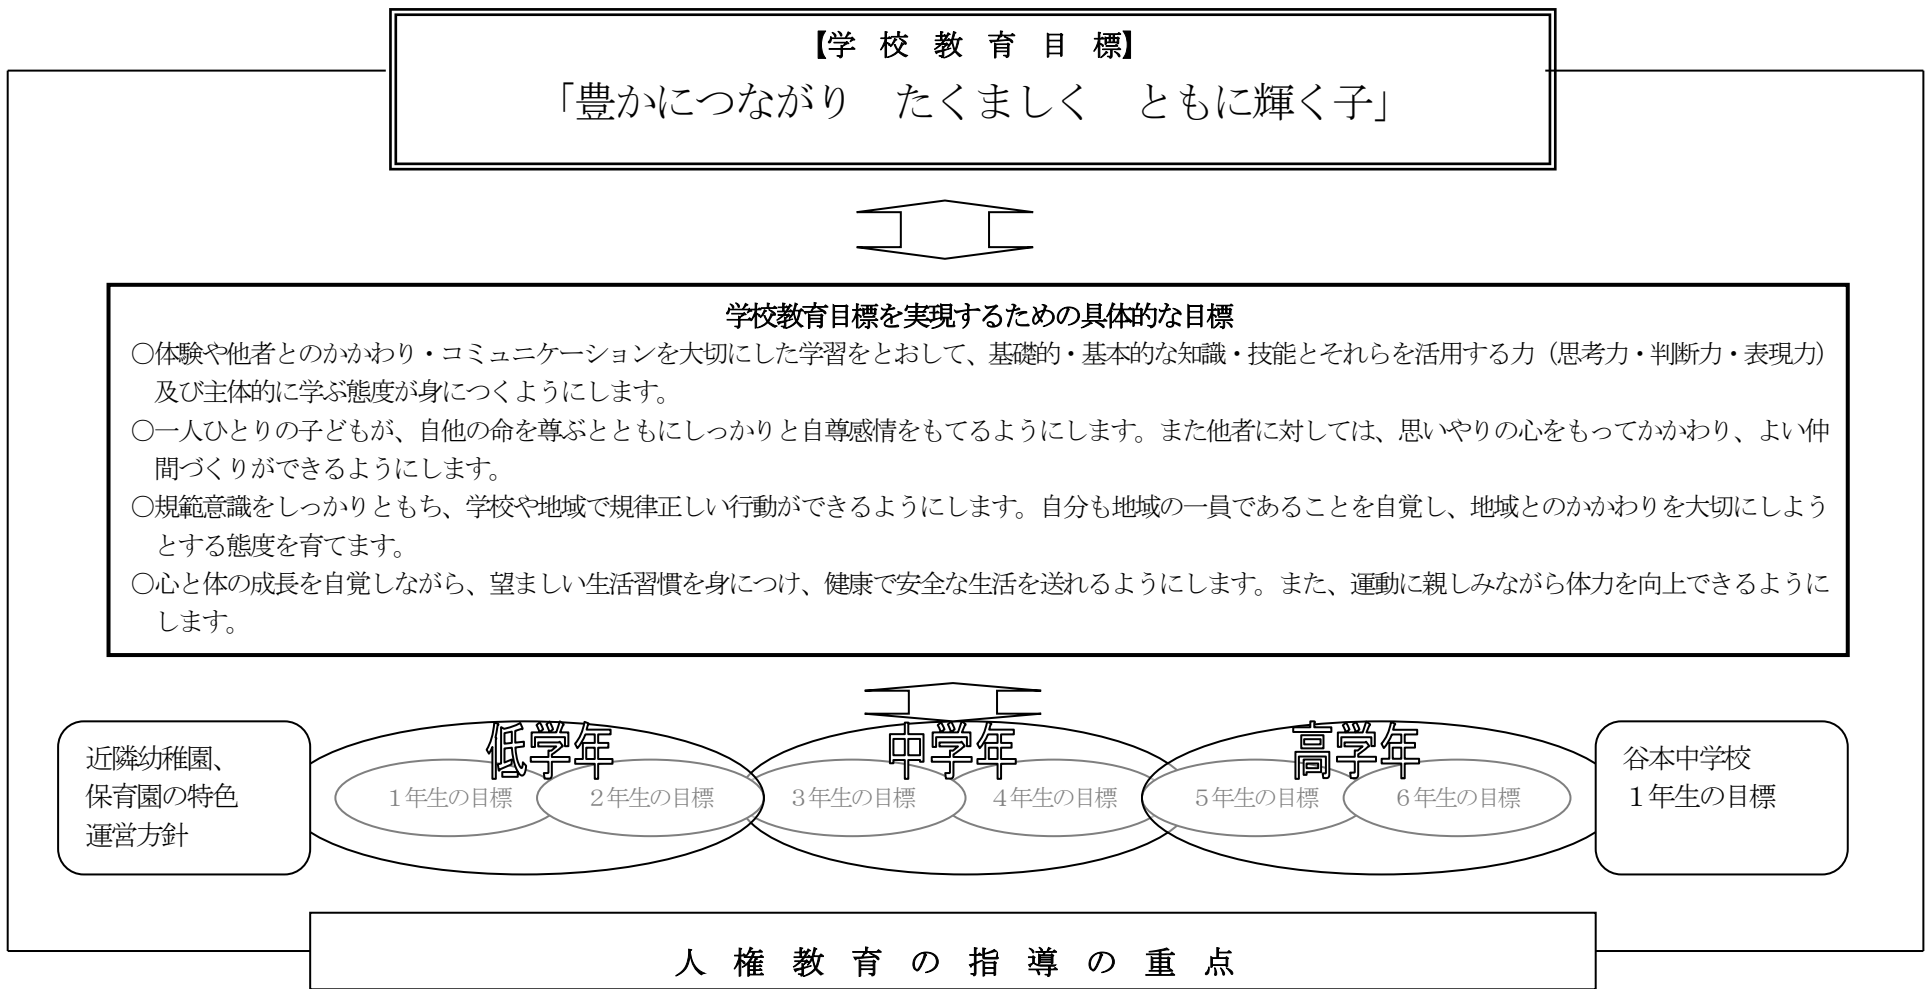 【学 校 教 育 目 標】
「豊かにつながり　たくましく　ともに輝く子」
学校教育目標を実現するための具体的な目標
○体験や他者とのかかわり・コミュニケーションを大切にした学習をとおして、基礎的・基本的な知識・技能とそれらを活用する力（思考力・判断力・表現力）
及び主体的に学ぶ態度が身につくようにします。
○一人ひとりの子どもが、自他の命を尊ぶとともにしっかりと自尊感情をもてるようにします。また他者に対しては、思いやりの心をもってかかわり、よい仲
間づくりができるようにします。
○規範意識をしっかりともち、学校や地域で規律正しい行動ができるようにします。自分も地域の一員であることを自覚し、地域とのかかわりを大切にしよう
とする態度を育てます。
○心と体の成長を自覚しながら、望ましい生活習慣を身につけ、健康で安全な生活を送れるようにします。また、運動に親しみながら体力を向上できるように
します。
近隣幼稚園、
保育園の特色
運営方針
低学年
１年生の目標
２年生の目標
中学年
３年生の目標
４年生の目標
高学年
５年生の目標
６年生の目標
谷本中学校
１年生の目標
人 権 教 育 の 指 導 の 重 点